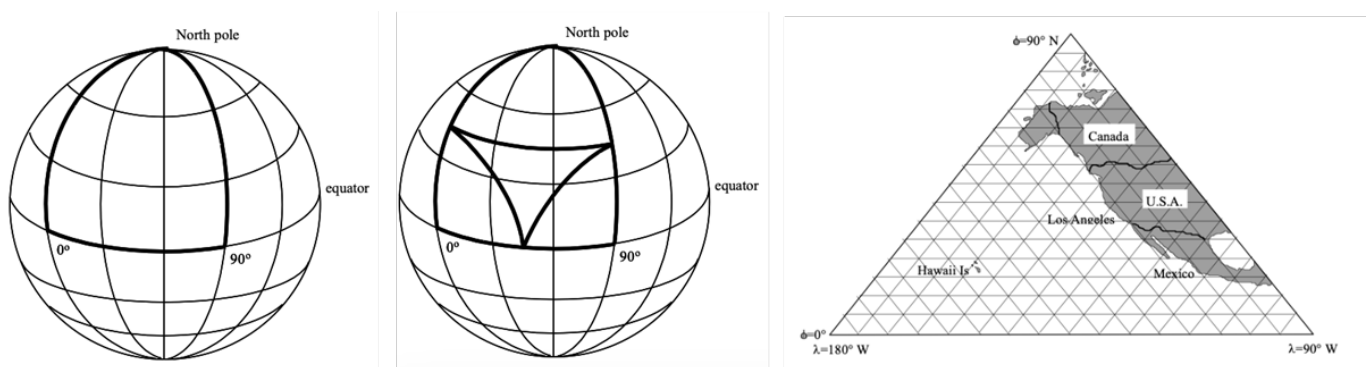 North pole
equator
0°
90°
North pole
equator
0°
90°
ϕ=90° N
Canada
U.S.A.
Los Angeles
Hawaii Is
Mexico
ϕ=0°
λ=180° W
λ=90° W